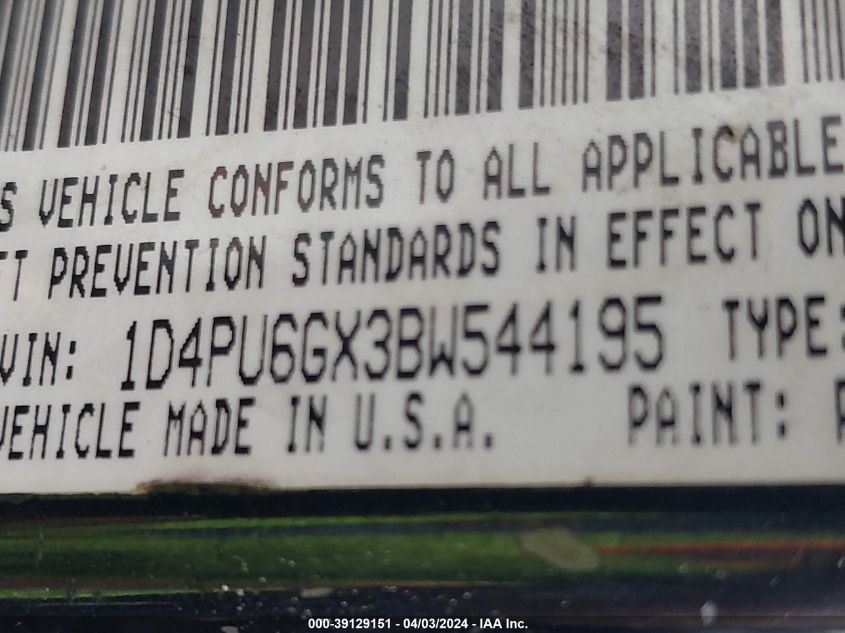 S VEHICLE CONFORMS TO ALL APPLICABLE
FT PREVENTION STANDARDS IN EFFECT ON
VIN: 1D4PU6GX3BW544195 TYPE:
VEHICLE MADE IN U.S.A. PAINT: P
000-39129151 - 04/03/2024 - IAA Inc.